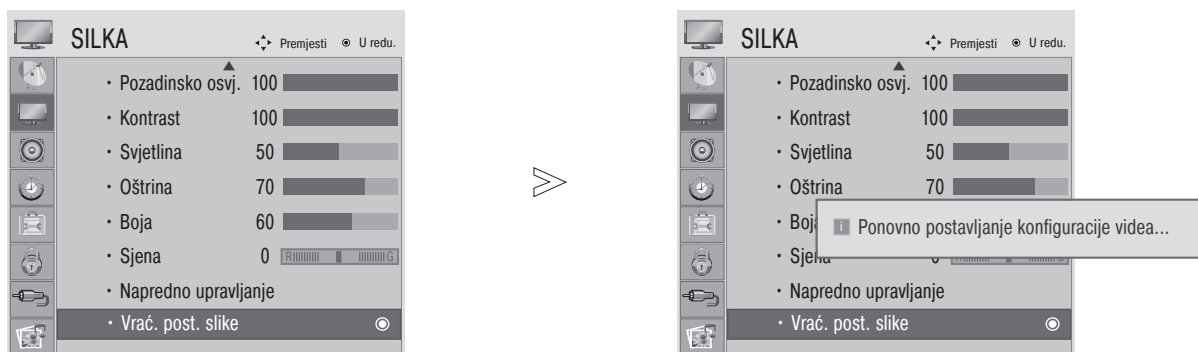 SILKA Premjesti U redu.
• Pozadinsko osvj. 100
• Kontrast 100
• Svjetlina 50
• Oštrina 70
• Boja 60
• Sjena 0 R G
• Napredno upravljanje
• Vrać. post. slike
SILKA Premjesti U redu.
• Pozadinsko osvj. 100
• Kontrast 100
• Svjetlina 50
• Oštrina 70
• Boja
i Ponovno postavljanje konfiguracije videa...
• Sjena 0
• Napredno upravljanje
• Vrać. post. slike